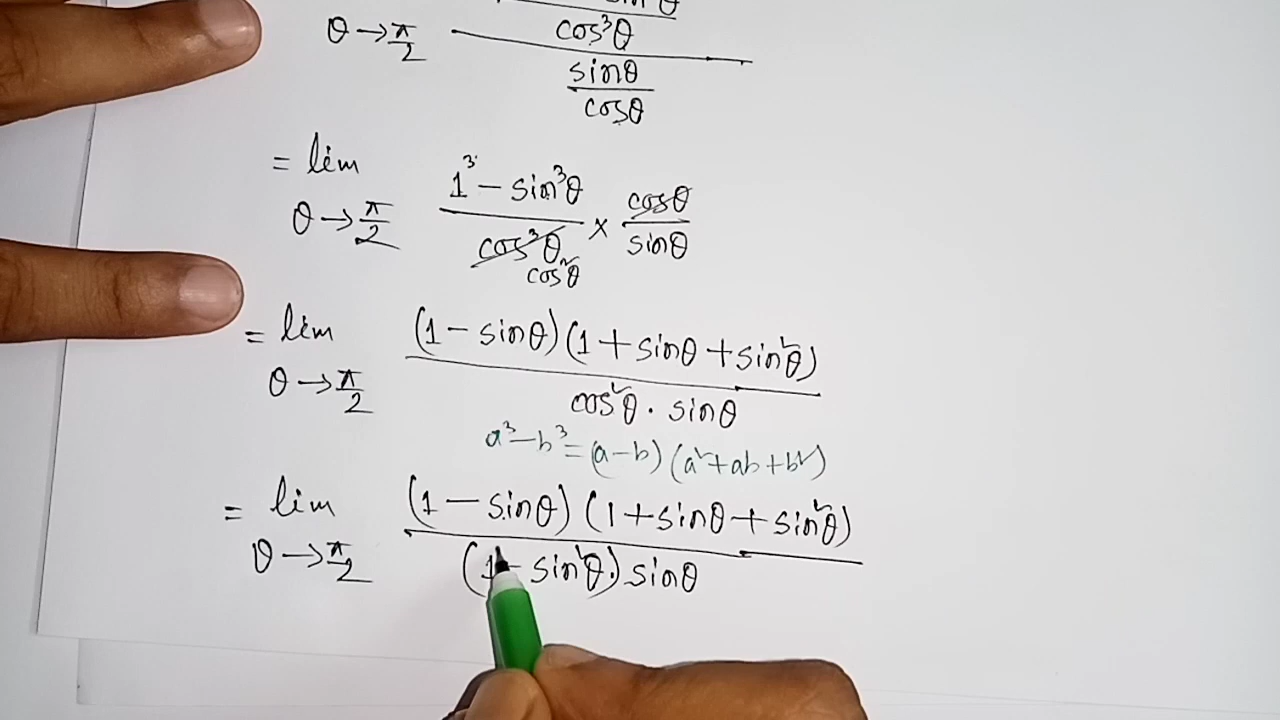 θ
cos³θ
θ → π/2
sinθ
cosθ
= lim 1³ − sin³θ × cosθ
θ → π/2 cos³θ sinθ
cos²θ
= lim (1 − sinθ)(1 + sinθ + sin²θ)
θ → π/2 cos²θ · sinθ
a³ − b³ = (a − b) (a² + ab + b²)
= lim (1 − sinθ) (1 + sinθ + sin²θ)
θ → π/2 (1 − sin²θ) sinθ